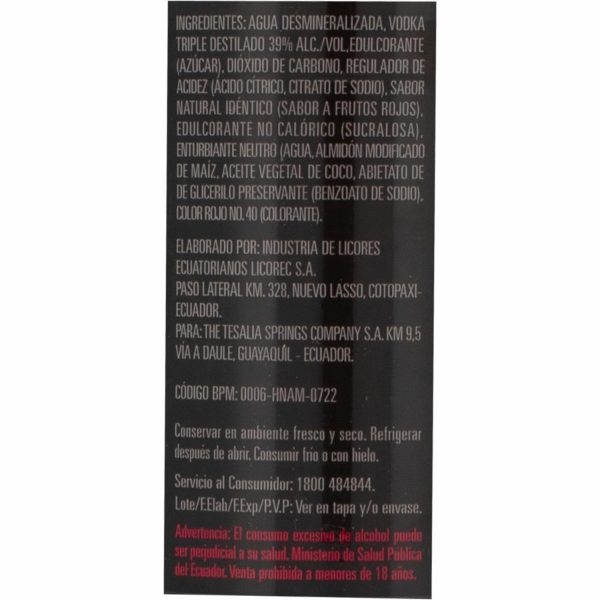 INGREDIENTES: AGUA DESMINERALIZADA, VODKA
TRIPLE DESTILADO 39% ALC./VOL,EDULCORANTE
(AZÚCAR), DIÓXIDO DE CARBONO, REGULADOR DE
ACIDEZ (ÁCIDO CÍTRICO, CITRATO DE SODIO), SABOR
NATURAL IDÉNTICO (SABOR A FRUTOS ROJOS),
EDULCORANTE NO CALÓRICO (SUCRALOSA),
ENTURBIANTE NEUTRO (AGUA, ALMIDÓN MODIFICADO
DE MAÍZ, ACEITE VEGETAL DE COCO, ABIETATO DE
DE GLICERILO PRESERVANTE (BENZOATO DE SODIO),
COLOR ROJO NO. 40 (COLORANTE).
ELABORADO POR: INDUSTRIA DE LICORES
ECUATORIANOS LICOREC S.A.
PASO LATERAL KM. 328, NUEVO LASSO, COTOPAXI-
ECUADOR.
PARA: THE TESALIA SPRINGS COMPANY S.A. KM 9,5
VÍA A DAULE, GUAYAQUÍL - ECUADOR.
CÓDIGO BPM: 0006-HNAM-0722
Conservar en ambiente fresco y seco. Refrigerar
después de abrir. Consumir frío o con hielo.
Servicio al Consumidor: 1800 484844.
Lote/F.Elab/F.Exp/P.V.P: Ver en tapa y/o envase.
Advertencia: El consumo excesivo de alcohol puede
ser perjudicial a su salud. Ministerio de Salud Pública
del Ecuador. Venta prohibida a menores de 18 años.